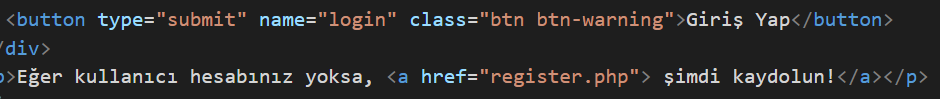 <button type="submit" name="login" class="btn btn-warning">Giriş Yap</button>
/div>
p>Eğer kullanıcı hesabınız yoksa, <a href="register.php"> şimdi kaydolun!</a></p>